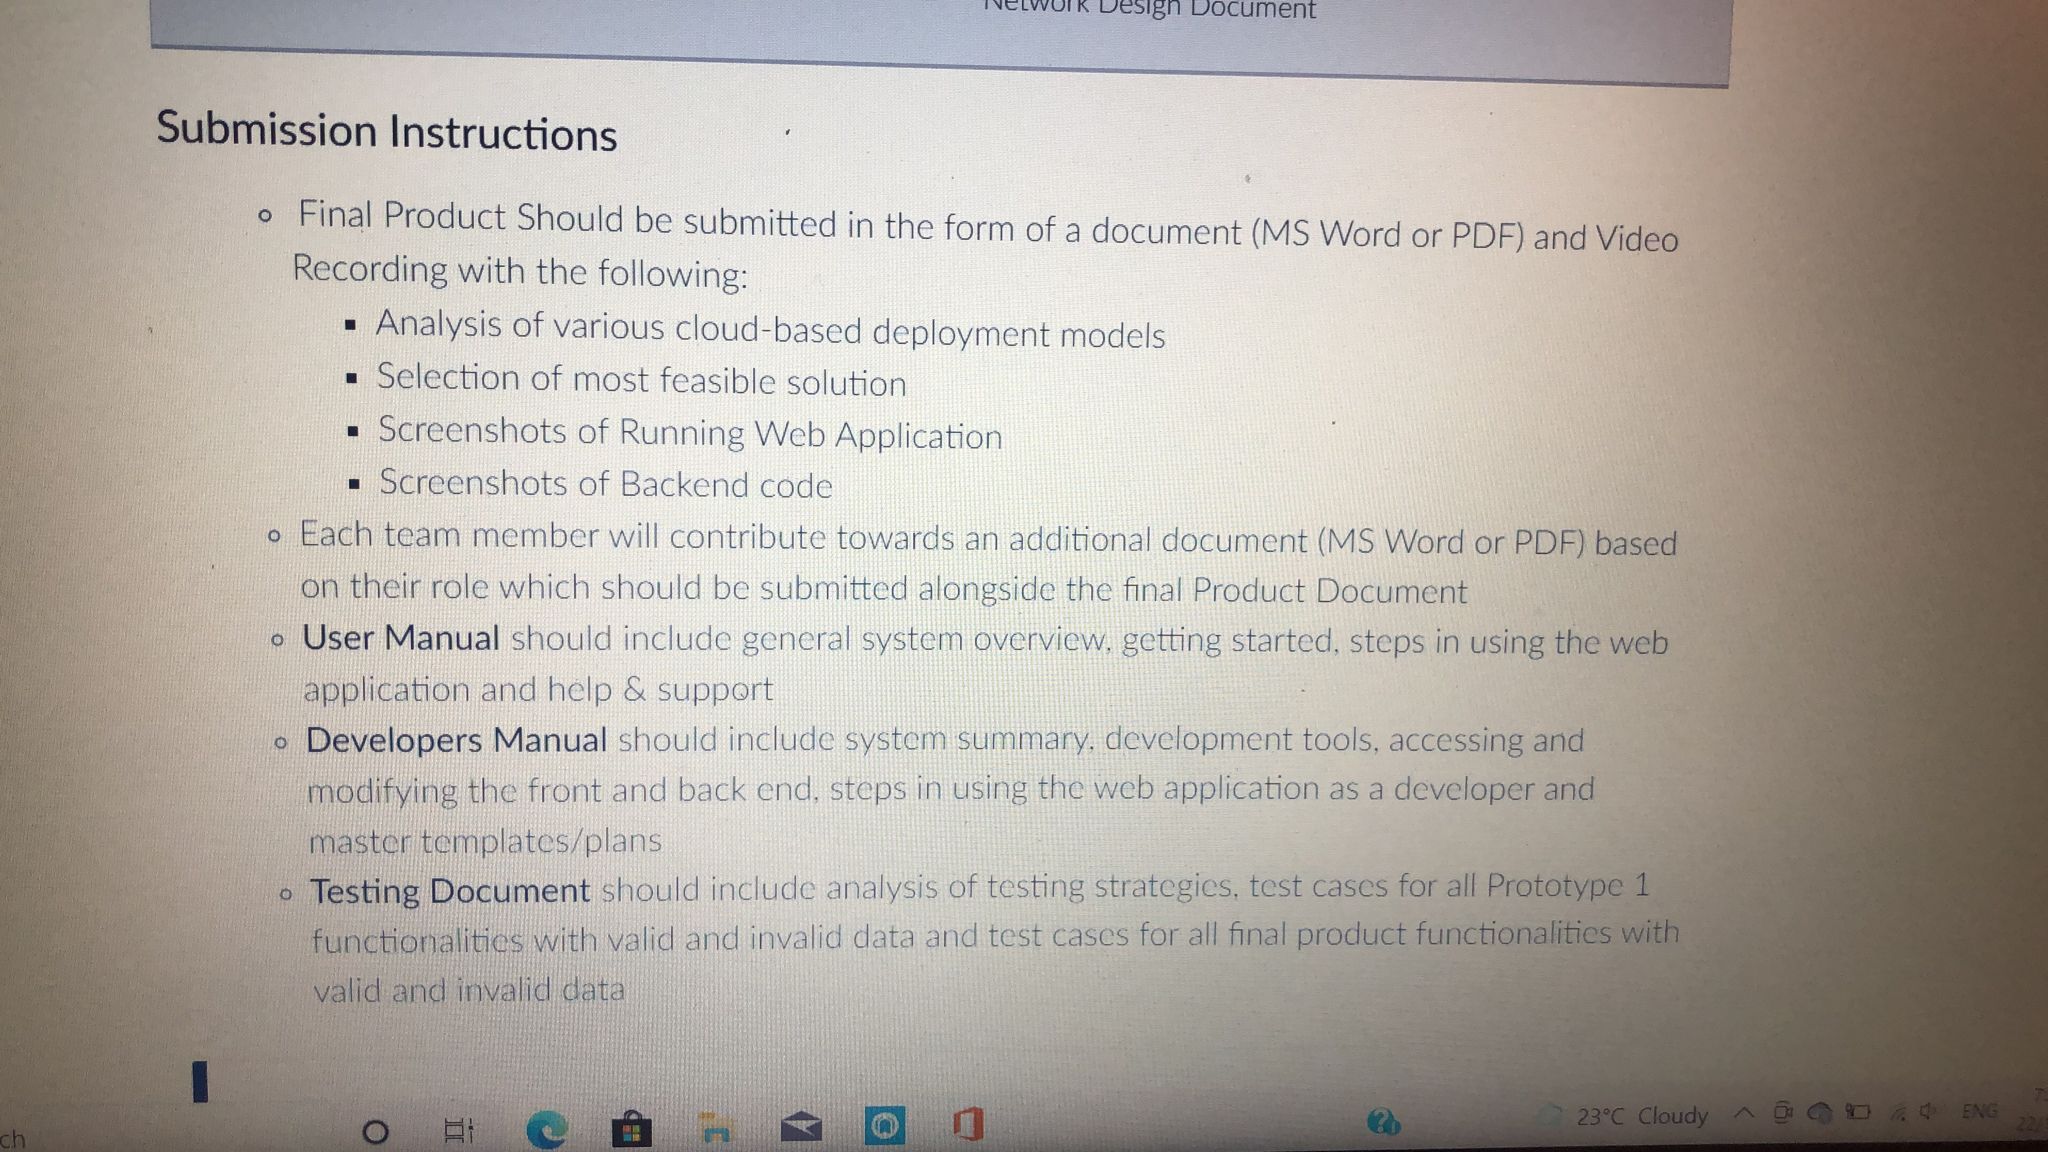 Network Design Document
Submission Instructions
Final Product Should be submitted in the form of a document (MS Word or PDF) and Video
Recording with the following:
Analysis of various cloud-based deployment models
Selection of most feasible solution
Screenshots of Running Web Application
Screenshots of Backend code
Each team member will contribute towards an additional document (MS Word or PDF) based
on their role which should be submitted alongside the final Product Document
User Manual should include general system overview, getting started, steps in using the web
application and help & support
Developers Manual should include system summary, development tools, accessing and
modifying the front and back end, steps in using the web application as a developer and
master templates/plans
Testing Document should include analysis of testing strategies, test cases for all Prototype 1
functionalities with valid and invalid data and test cases for all final product functionalities with
valid and invalid data
ch
23°C Cloudy
ENG